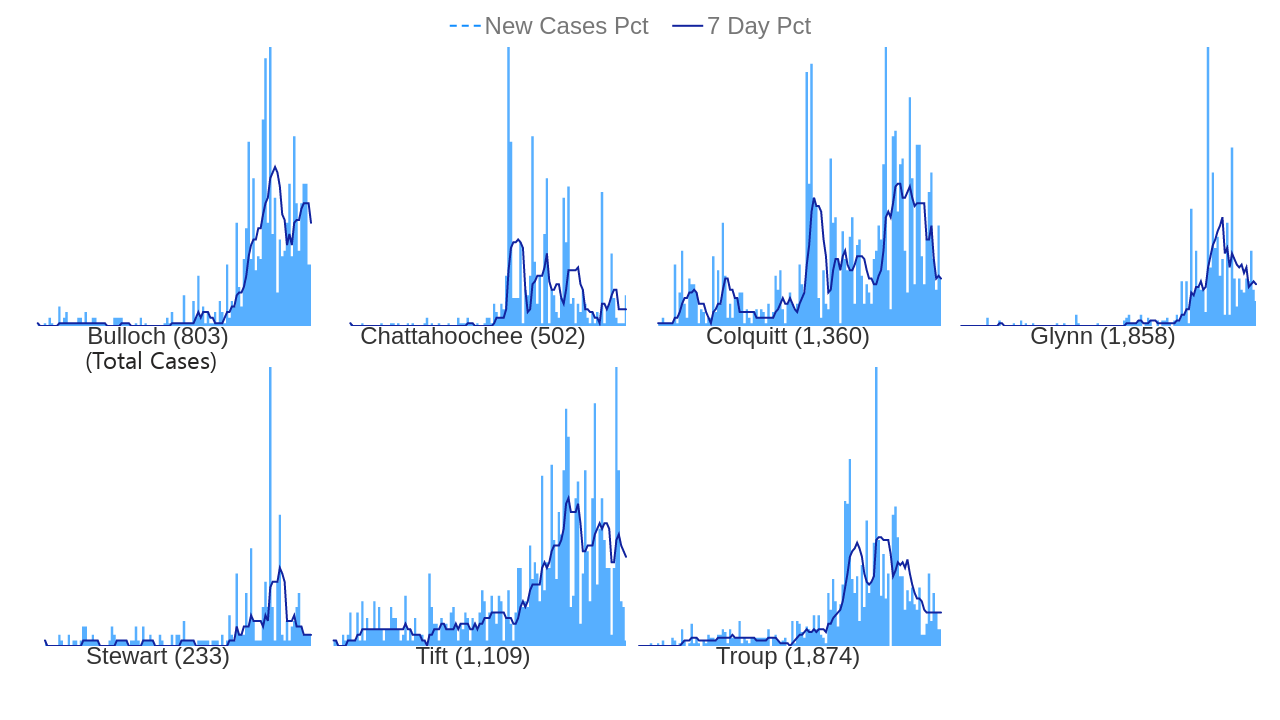 New Cases Pct 7 Day Pct
Bulloch (803)
(Total Cases)
Chattahoochee (502)
Colquitt (1,360)
Glynn (1,858)
Stewart (233)
Tift (1,109)
Troup (1,874)